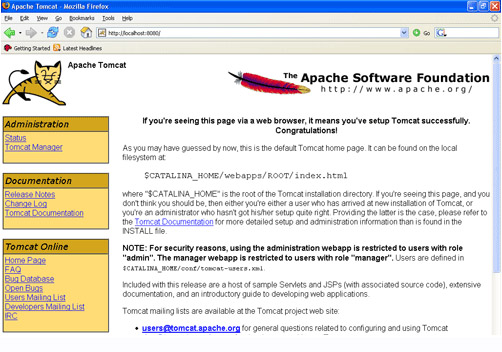 Apache Tomcat - Mozilla Firefox
File Edit View Go Bookmarks Tools Help
http://localhost:8080/
Go
Getting Started Latest Headlines
Apache Tomcat
The Apache Software Foundation
http://www.apache.org/
Administration
Status
Tomcat Manager
Documentation
Release Notes
Change Log
Tomcat Documentation
Tomcat Online
Home Page
FAQ
Bug Database
Open Bugs
Users Mailing List
Developers Mailing List
IRC
If you're seeing this page via a web browser, it means you've setup Tomcat successfully.
Congratulations!
As you may have guessed by now, this is the default Tomcat home page. It can be found on the local
filesystem at:
$CATALINA_HOME/webapps/ROOT/index.html
where "$CATALINA_HOME" is the root of the Tomcat installation directory. If you're seeing this page, and you
don't think you should be, then either you're either a user who has arrived at new installation of Tomcat, or
you're an administrator who hasn't got his/her setup quite right. Providing the latter is the case, please refer to
the Tomcat Documentation for more detailed setup and administration information than is found in the
INSTALL file.
NOTE: For security reasons, using the administration webapp is restricted to users with role
"admin". The manager webapp is restricted to users with role "manager". Users are defined in
$CATALINA_HOME/conf/tomcat-users.xml.
Included with this release are a host of sample Servlets and JSPs (with associated source code), extensive
documentation, and an introductory guide to developing web applications.
Tomcat mailing lists are available at the Tomcat project web site:
• users@tomcat.apache.org for general questions related to configuring and using Tomcat